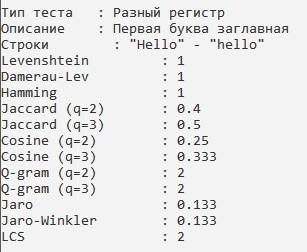 Тип теста : Разный регистр
Описание : Первая буква заглавная
Строки : "Hello" - "hello"
Levenshtein : 1
Damerau-Lev : 1
Hamming : 1
Jaccard (q=2) : 0.4
Jaccard (q=3) : 0.5
Cosine (q=2) : 0.25
Cosine (q=3) : 0.333
Q-gram (q=2) : 2
Q-gram (q=3) : 2
Jaro : 0.133
Jaro-Winkler : 0.133
LCS : 2